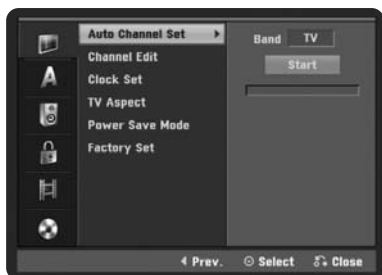 Auto Channel Set
Channel Edit
Clock Set
TV Aspect
Power Save Mode
Factory Set
Band TV
Start
A
Prev. Select Close